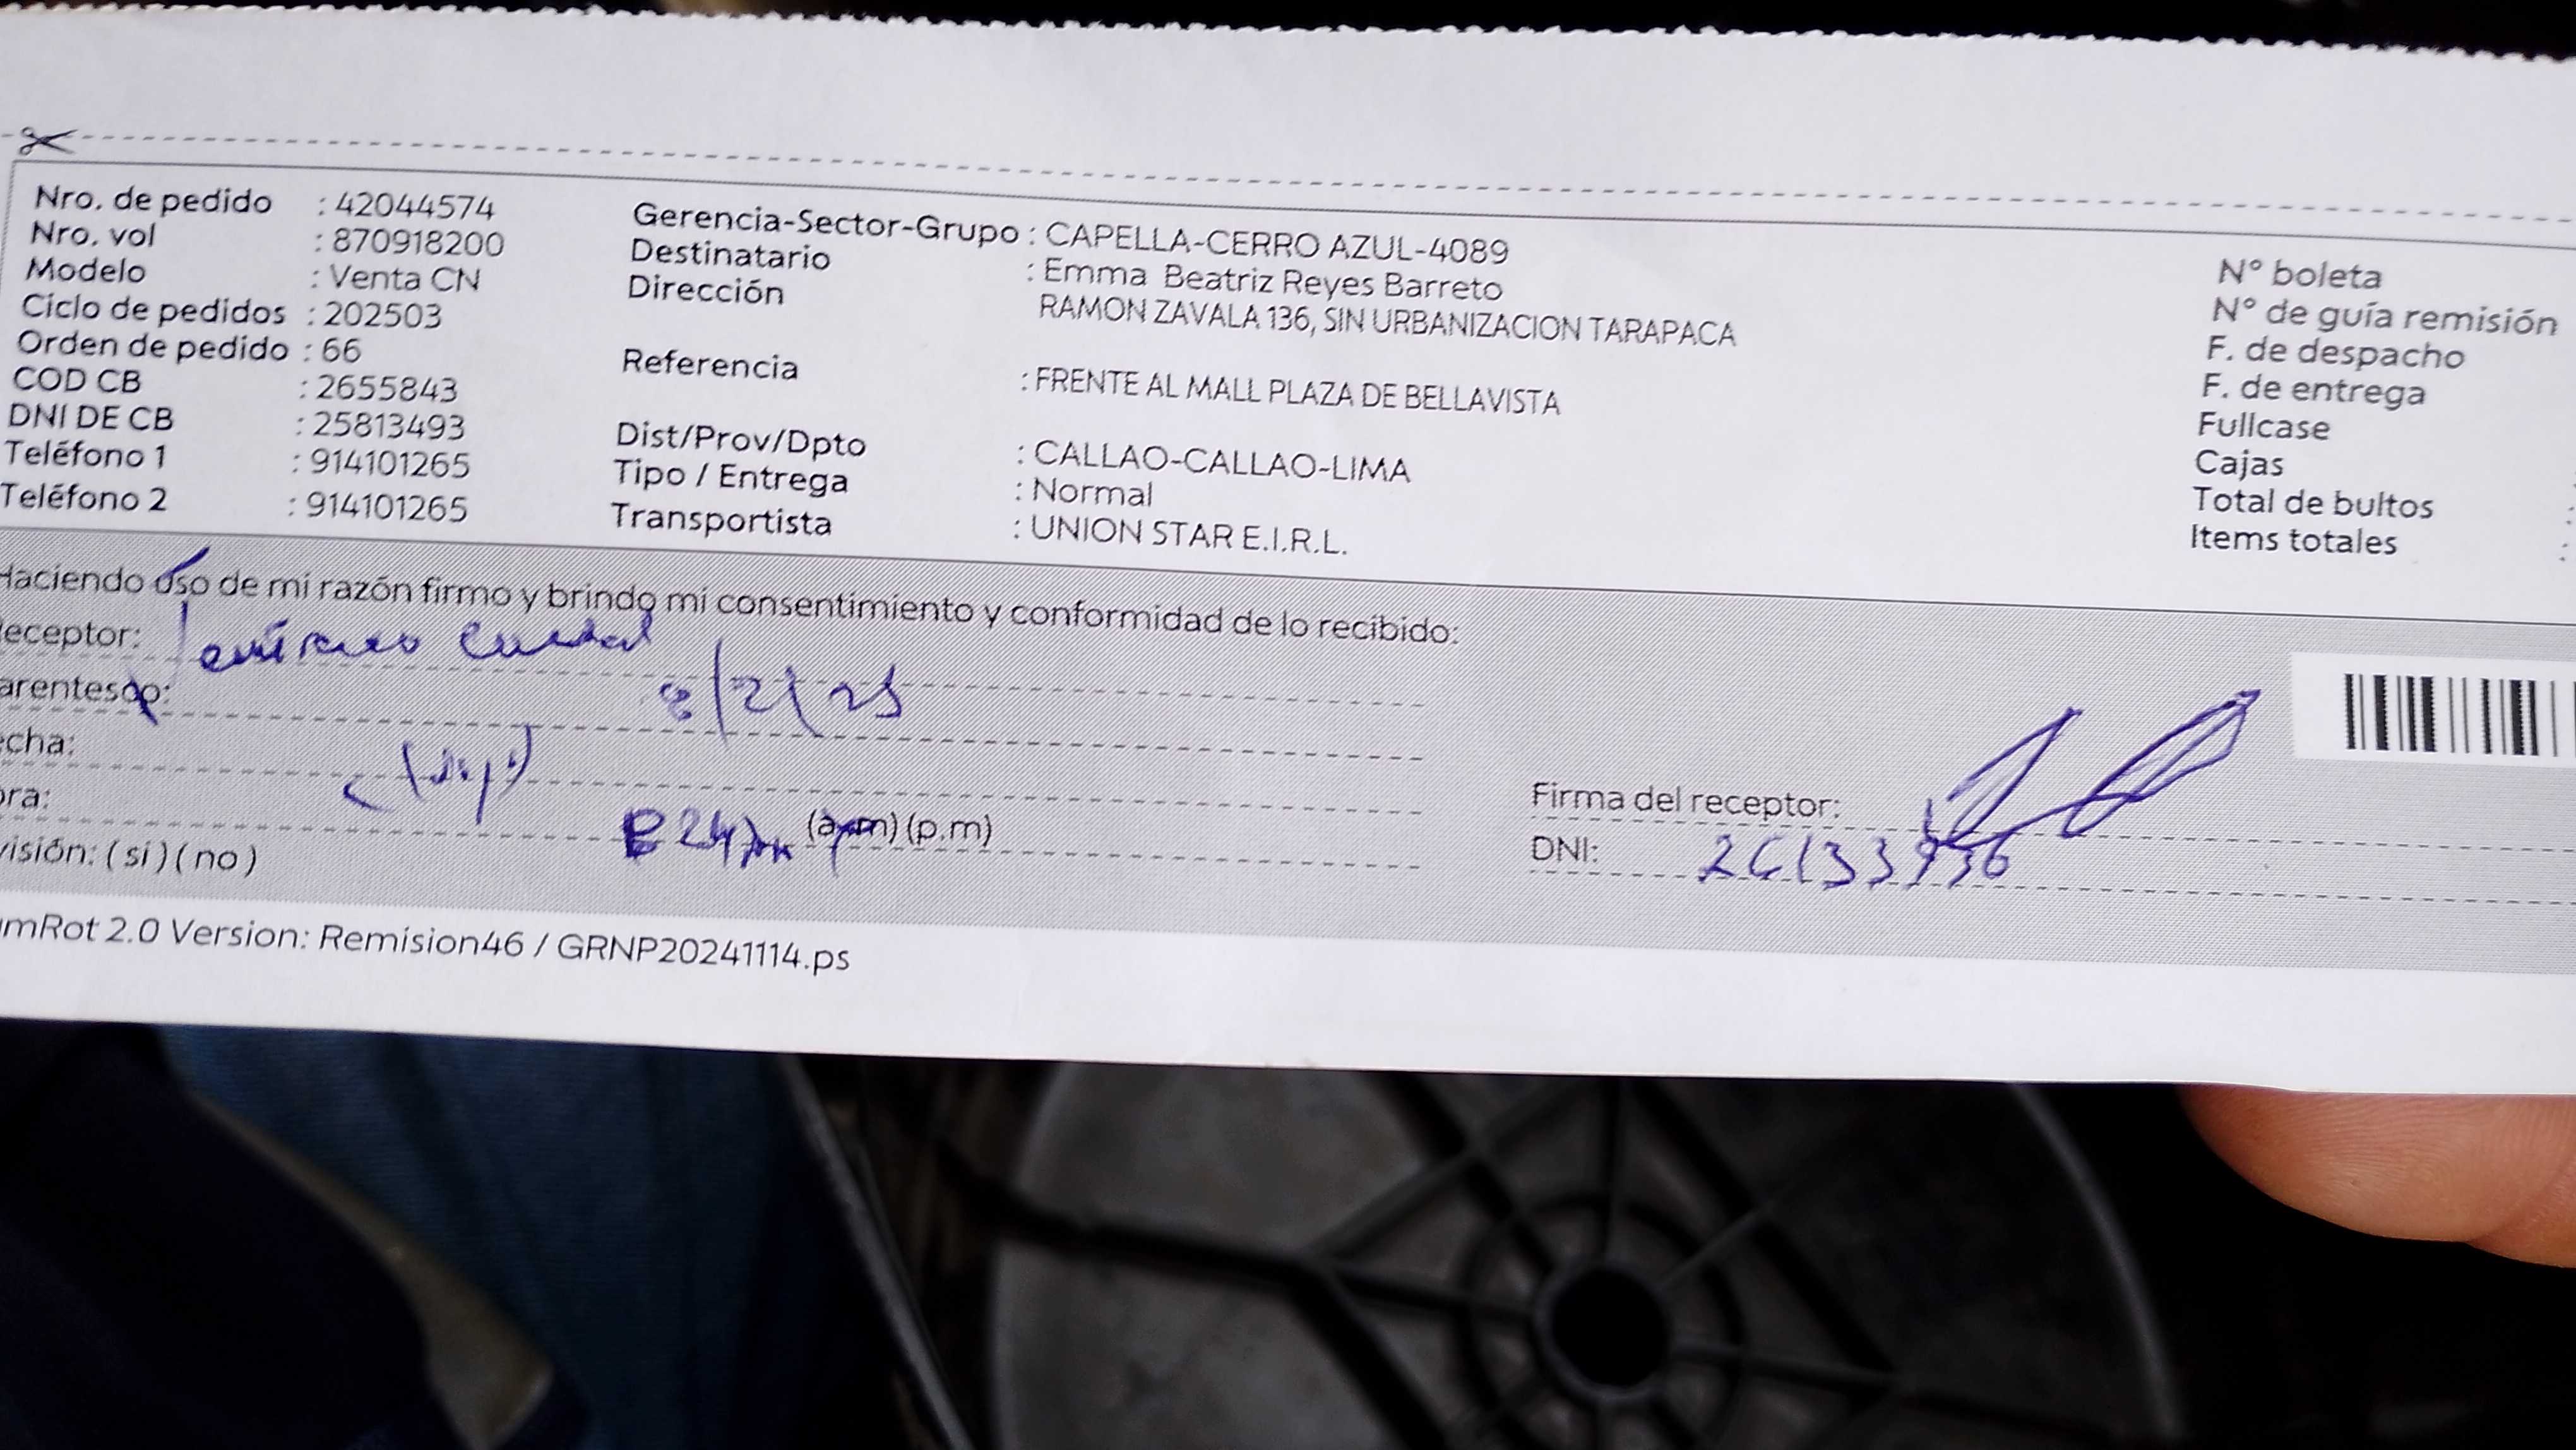 Nro. de pedido : 42044574
Nro. vol : 870918200
Modelo : Venta CN
Ciclo de pedidos : 202503
Orden de pedido : 66
COD CB : 2655843
DNI DE CB : 25813493
Teléfono 1 : 914101265
Teléfono 2 : 914101265
Gerencia-Sector-Grupo : CAPELLA-CERRO AZUL-4089
Destinatario : Emma Beatriz Reyes Barreto
Dirección RAMON ZAVALA 136, SIN URBANIZACION TARAPACA
Referencia : FRENTE AL MALL PLAZA DE BELLAVISTA
Dist/Prov/Dpto : CALLAO-CALLAO-LIMA
Tipo / Entrega : Normal
Transportista : UNION STAR E.I.R.L.
N° boleta
N° de guía remisión
F. de despacho
F. de entrega
Fullcase
Cajas :
Total de bultos :
Items totales :
Haciendo uso de mi razón firmo y brindo mi consentimiento y conformidad de lo recibido:
eceptor:
arentesco: 8/2/25
echa:
ora: (a.m) (p.m)
visión: ( si ) ( no )
Firma del receptor:
DNI:
mRot 2.0 Version: Remision46 / GRNP20241114.ps